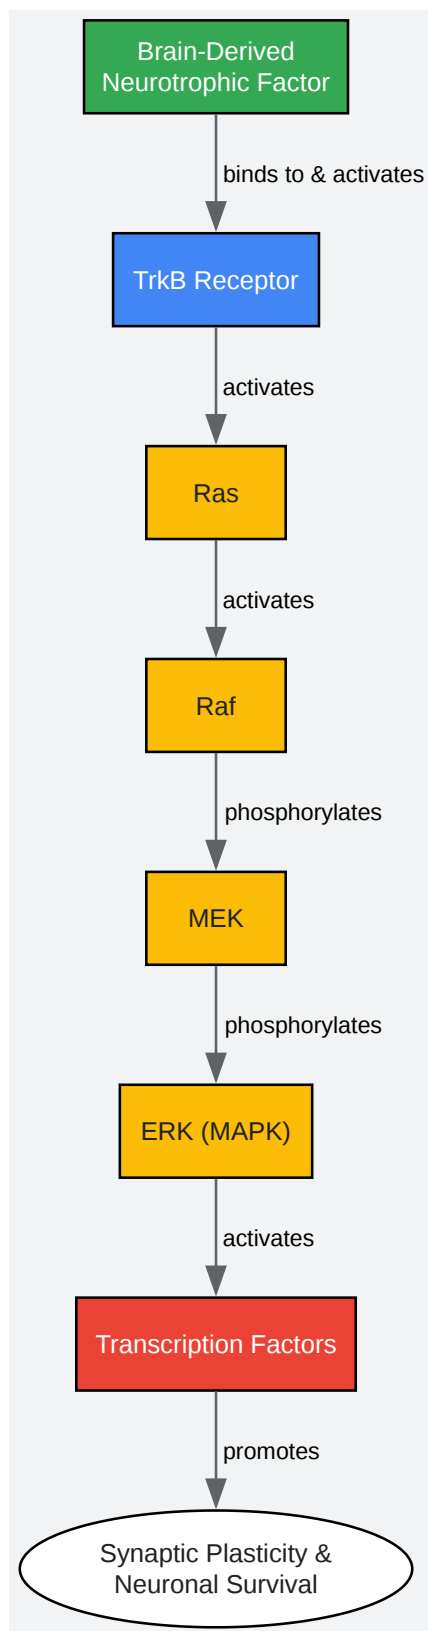 Brain-Derived
Neurotrophic Factor
binds to & activates
TrkB Receptor
activates
Ras
activates
Raf
phosphorylates
MEK
phosphorylates
ERK (MAPK)
activates
Transcription Factors
promotes
Synaptic Plasticity &
Neuronal Survival